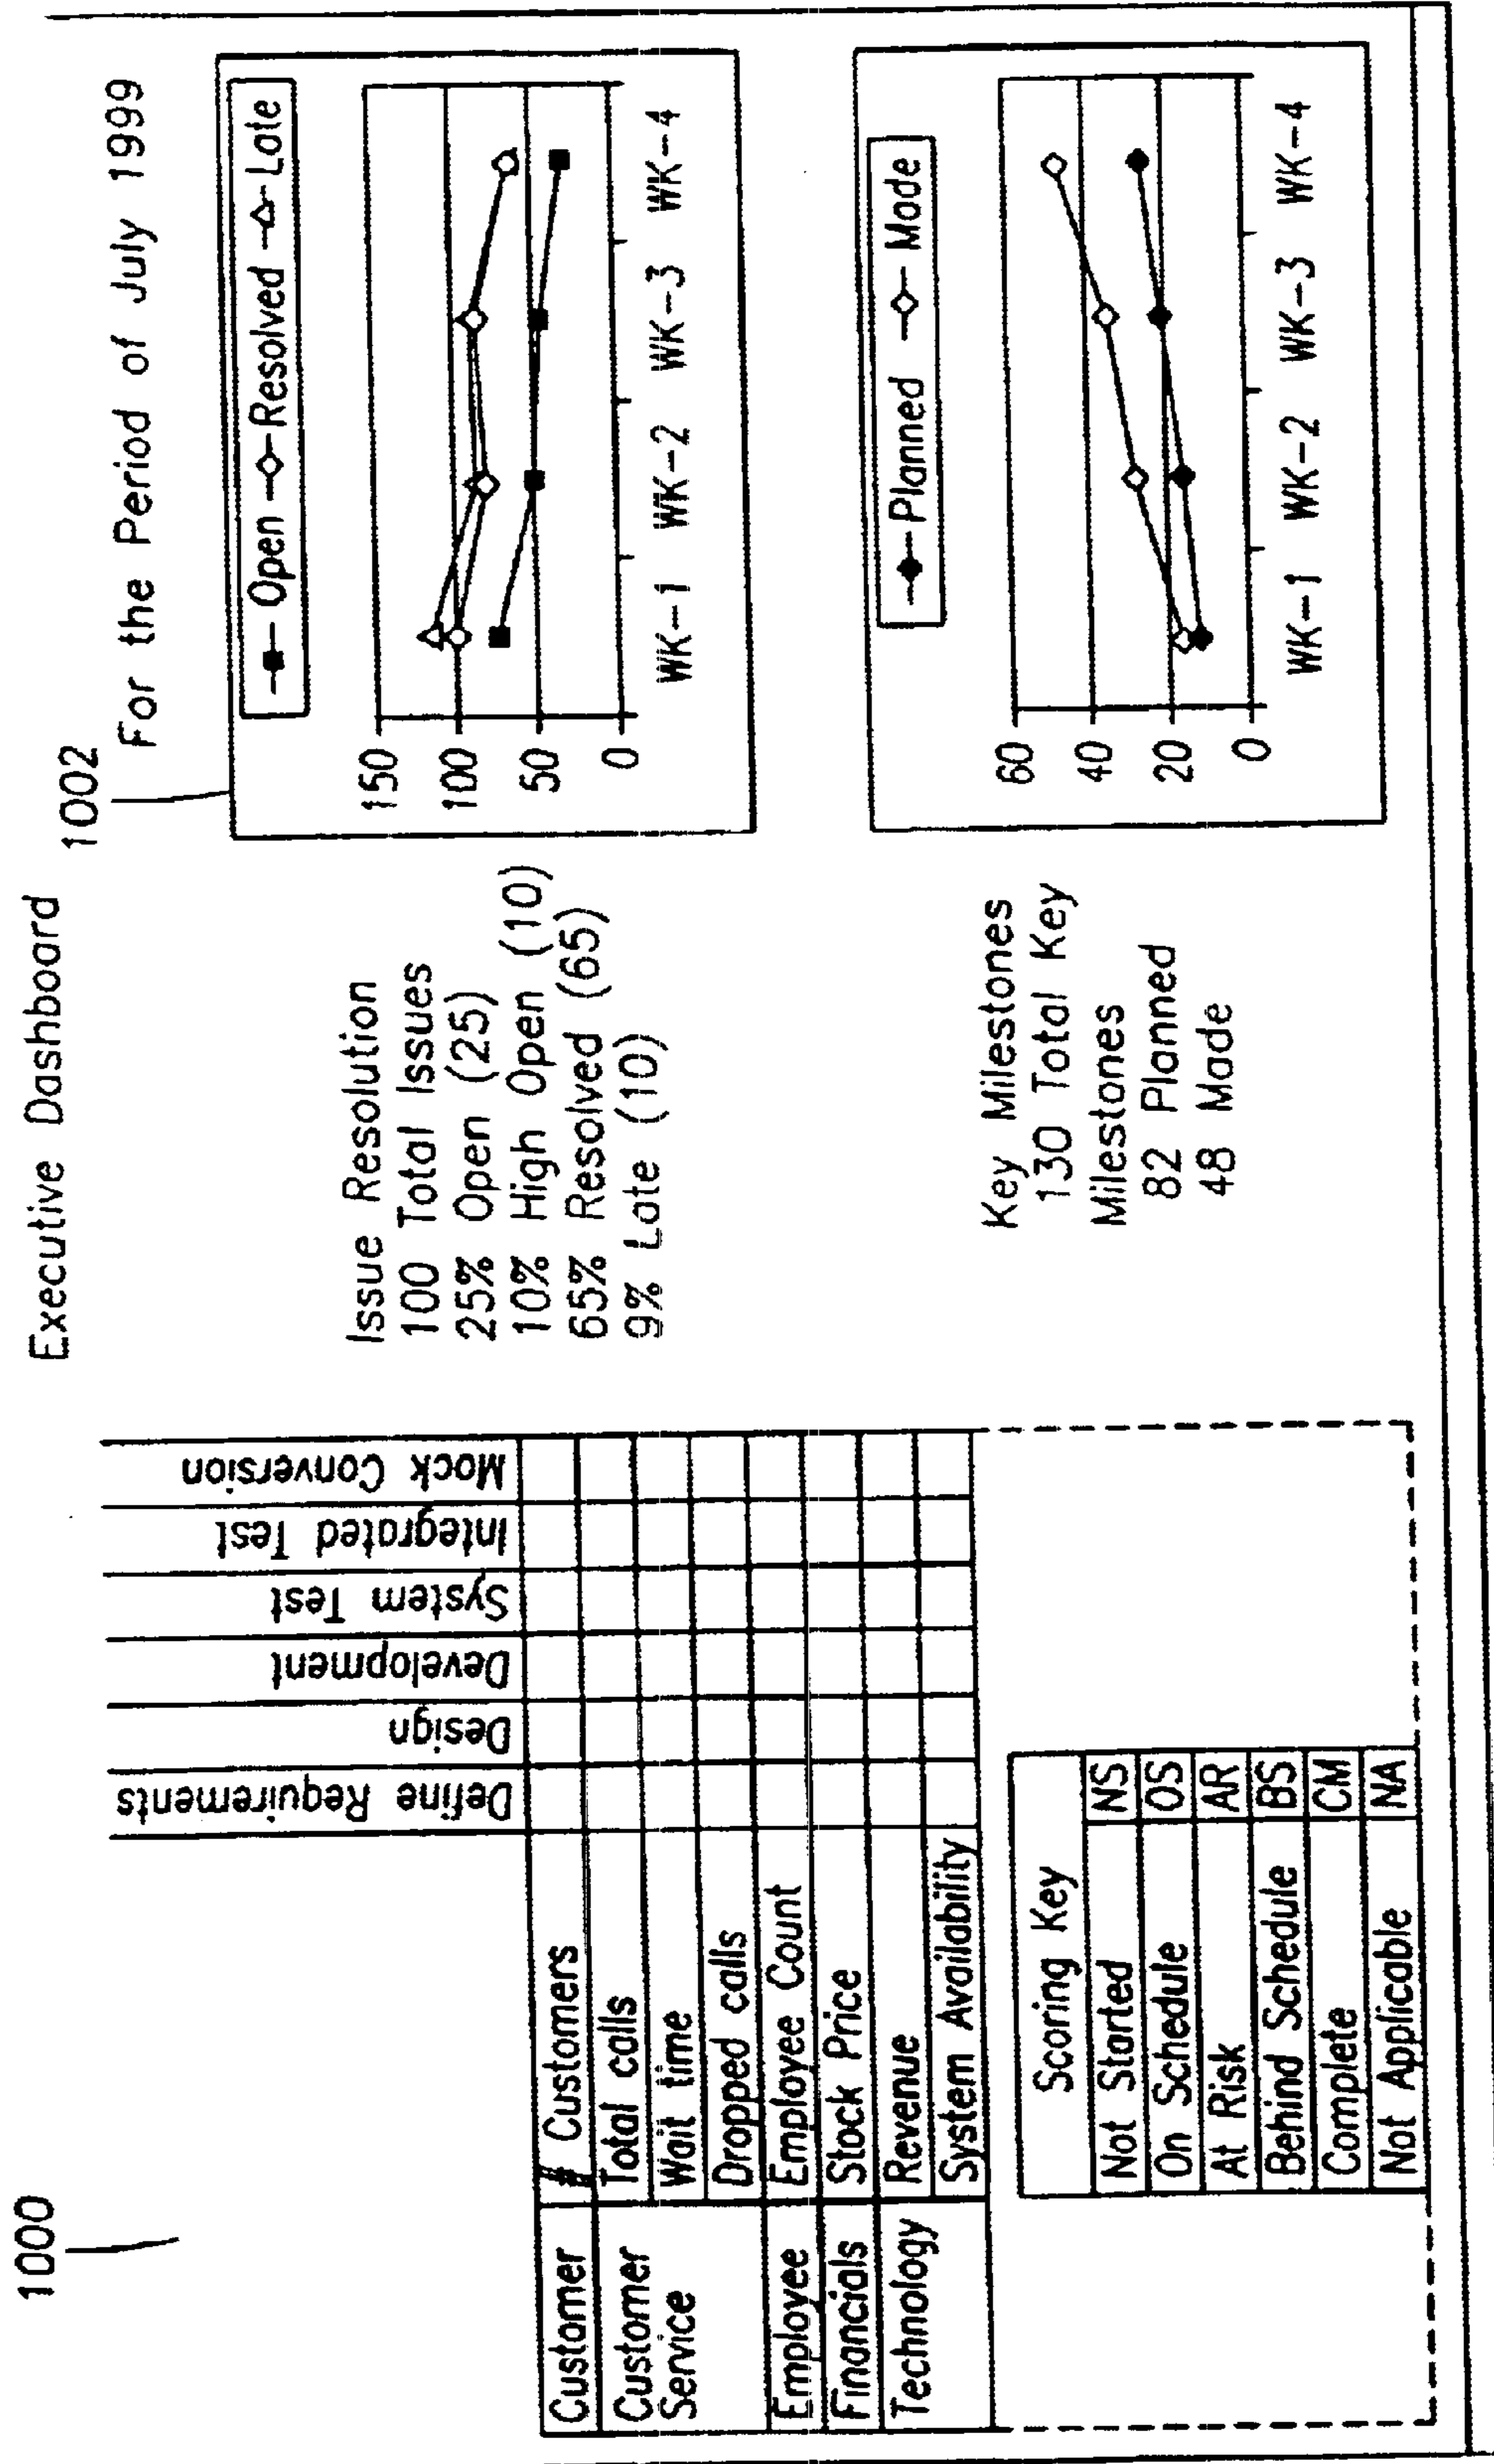 1000
Executive Dashboard
1002
For the Period of July 1999
Define Requirements
Design
Development
System Test
Integrated Test
Mock Conversion
Customer # Customers
Customer Service Total calls
Wait time
Dropped calls
Employee Employee Count
Financials Stock Price
Technology Revenue
System Availability
Scoring Key
Not Started NS
On Schedule OS
At Risk AR
Behind Schedule BS
Complete CM
Not Applicable NA
Issue Resolution
100 Total Issues
25% Open (25)
10% High Open (10)
65% Resolved (65)
9% Late (10)
Open Resolved Late
150
100
50
0
WK-1 WK-2 WK-3 WK-4
Key Milestones
130 Total Key
Milestones
82 Planned
48 Made
Planned Made
60
40
20
0
WK-1 WK-2 WK-3 WK-4